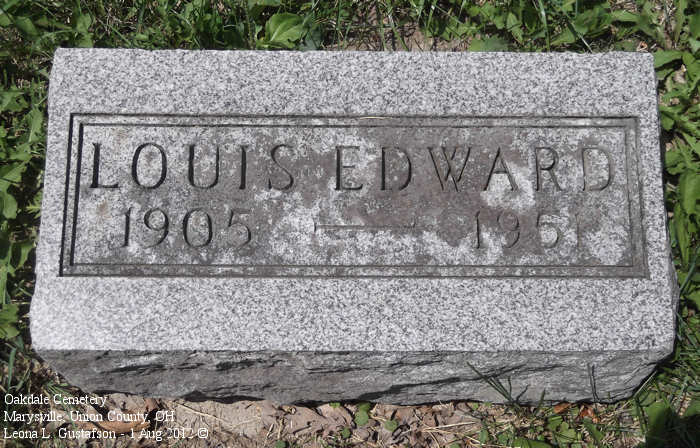 LOUIS EDWARD
1905 — 1951
Oakdale Cemetery
Marysville, Union County, OH
Leona L. Gustafson - 1 Aug 2012 ©